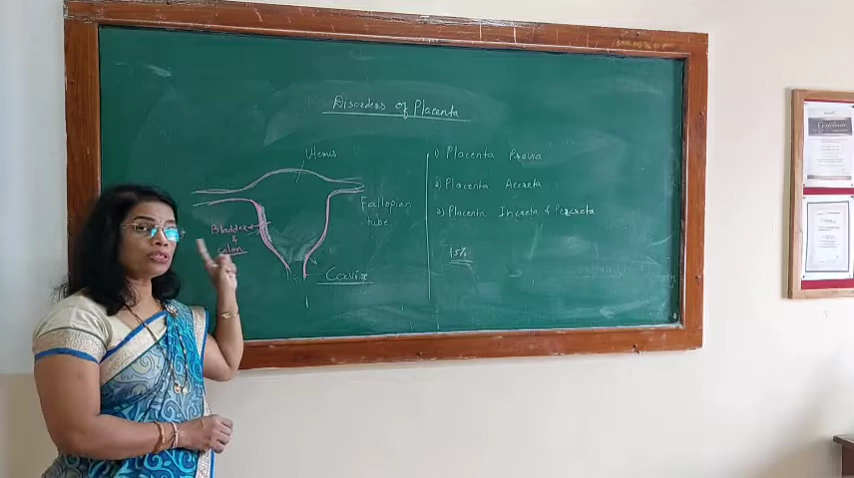 Disorders of Placenta
Uterus
Fallopian
tube
Bladder
&
Colon
Cervix
1) Placenta Previa
2) Placenta Accreta
3) Placenta Increta & Percreta
15%